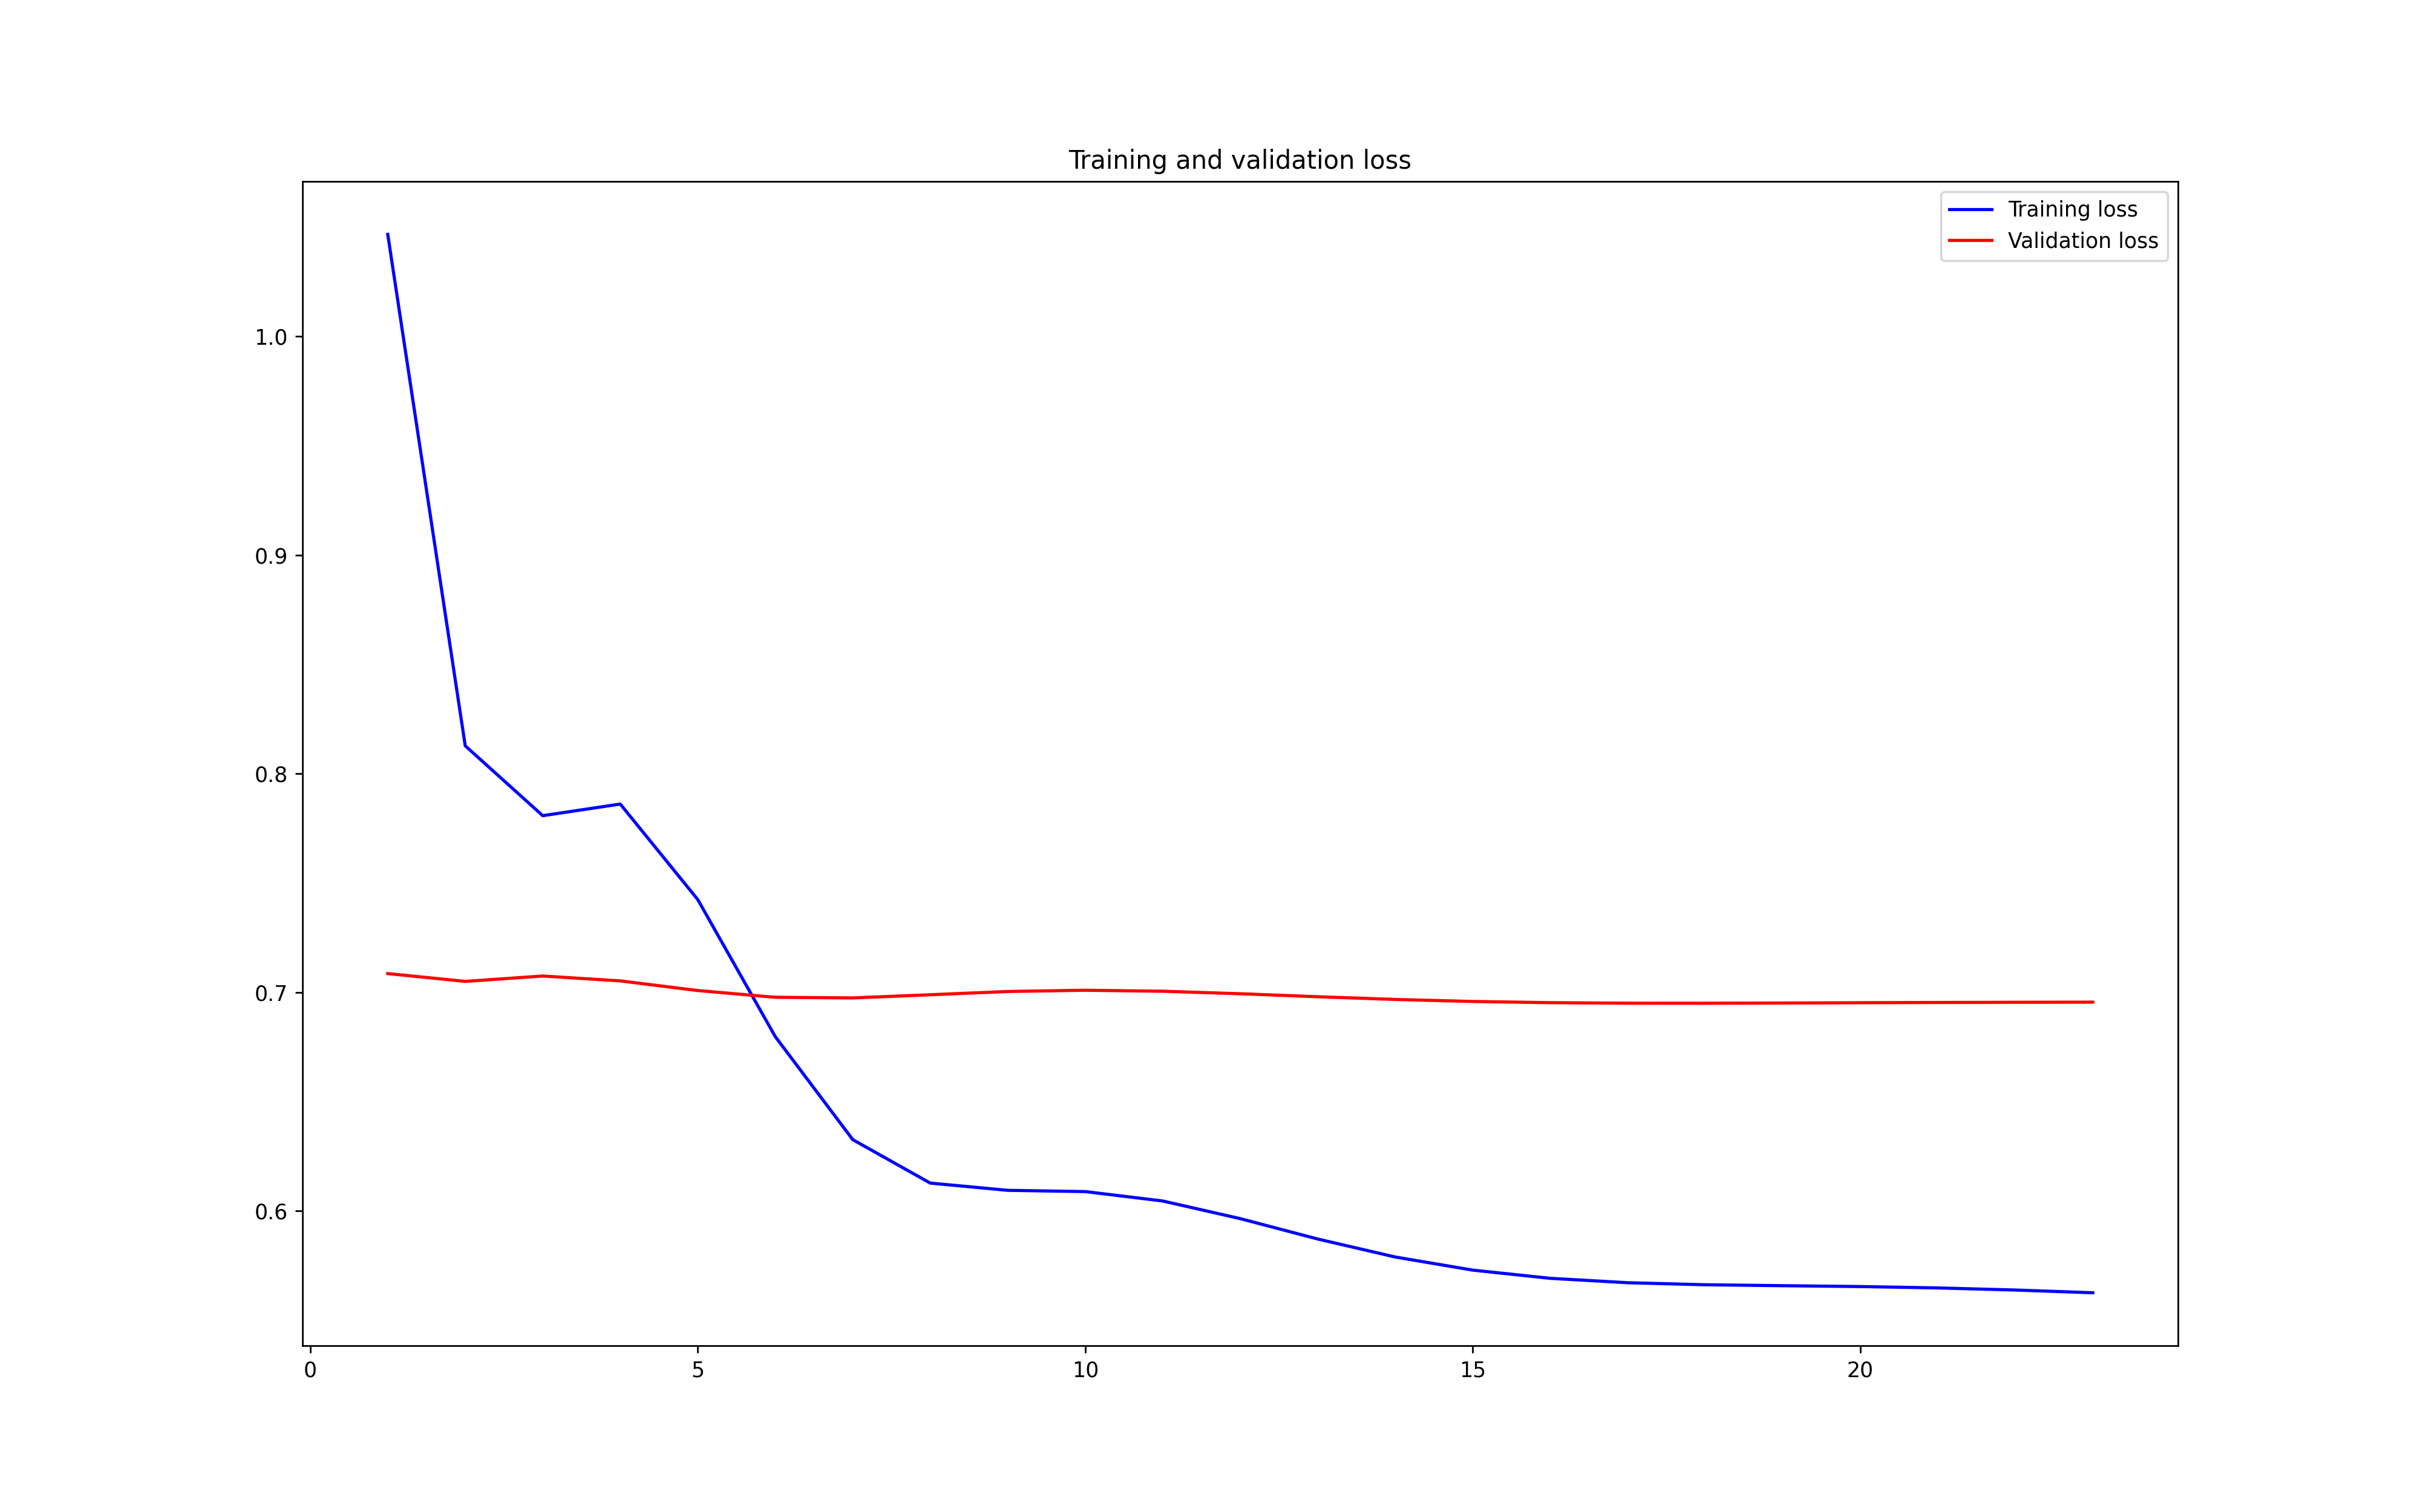 Training and validation loss
Training loss
Validation loss
1.0
0.9
0.8
0.7
0.6
0 5 10 15 20